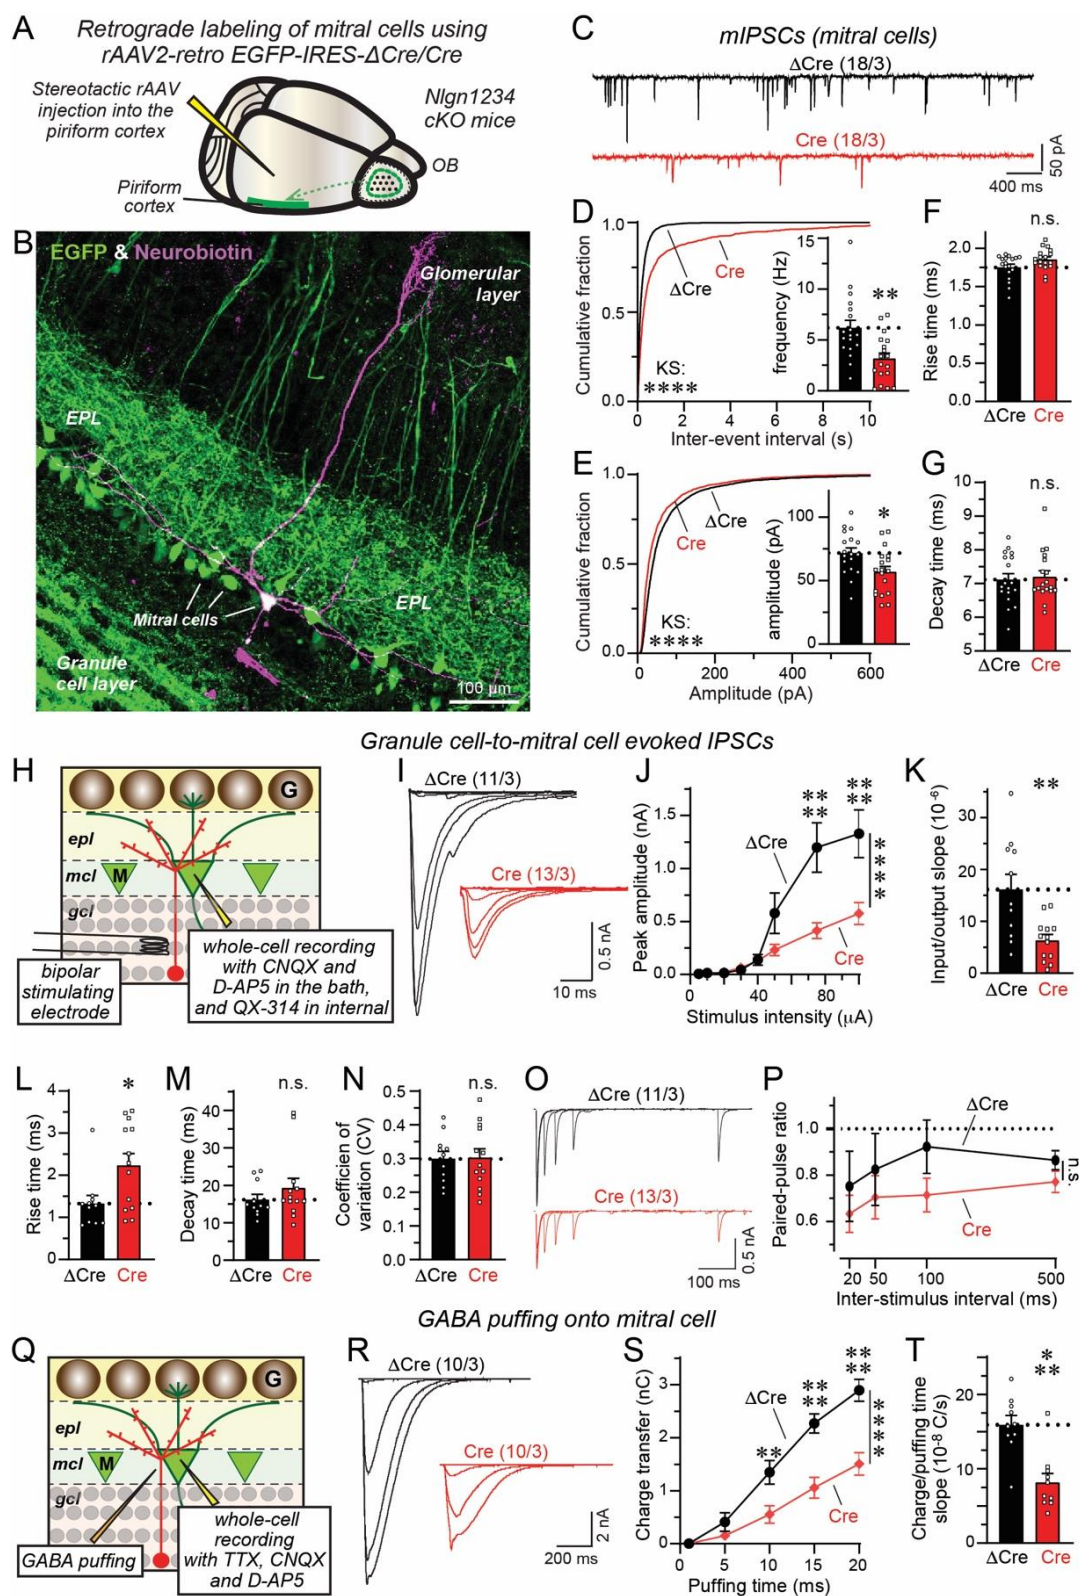 A
Retrograde labeling of mitral cells using
rAAV2-retro EGFP-IRES-ΔCre/Cre
Stereotactic rAAV
injection into the
piriform cortex
Nlgn1234
cKO mice
OB
Piriform
cortex
B
EGFP & Neurobiotin
Glomerular
layer
EPL
EPL
Mitral cells
Granule
cell layer
100 µm
C
mIPSCs (mitral cells)
ΔCre (18/3)
Cre (18/3)
50 pA
400 ms
D
Cumulative fraction
1.0
0.5
0.0
0 2 4 6 8 10
Inter-event interval (s)
ΔCre
Cre
KS:
****
frequency (Hz)
15
10
5
0
**
E
Cumulative fraction
1.0
0.5
0.0
0 200 400 600
Amplitude (pA)
Cre
ΔCre
KS:
****
amplitude (pA)
100
50
0
*
F
n.s.
Rise time (ms)
2.0
1.5
1.0
0.5
0.0
ΔCre Cre
G
n.s.
Decay time (ms)
10
9
8
7
6
5
ΔCre Cre
Granule cell-to-mitral cell evoked IPSCs
H
G
epl
mcl
M
gcl
bipolar
stimulating
electrode
whole-cell recording
with CNQX and
D-AP5 in the bath,
and QX-314 in internal
I
ΔCre (11/3)
Cre (13/3)
0.5 nA
10 ms
J
Peak amplitude (nA)
1.5
1.0
0.5
0.0
0 40 80
Stimulus intensity (µA)
ΔCre
Cre
**
**
**
**
****
K
**
Input/output slope (10-6)
30
20
10
0
ΔCre Cre
L
*
Rise time (ms)
4
3
2
1
0
ΔCre Cre
M
n.s.
Decay time (ms)
40
30
20
10
0
ΔCre Cre
N
n.s.
Coefficien of
variation (CV)
0.5
0.4
0.3
0.2
0.1
0.0
ΔCre Cre
O
ΔCre (11/3)
Cre (13/3)
0.5 nA
100 ms
P
Paired-pulse ratio
1.0
0.8
0.6
20 50 100 500
Inter-stimulus interval (ms)
ΔCre
Cre
n.s.
GABA puffing onto mitral cell
Q
G
epl
mcl
M
gcl
GABA puffing
whole-cell
recording
with TTX, CNQX
and D-AP5
R
ΔCre (10/3)
Cre (10/3)
2 nA
200 ms
S
Charge transfer (nC)
3
2
1
0
0 5 10 15 20
Puffing time (ms)
ΔCre
Cre
**
**
**
**
**
****
T
*
**
Charge/puffing time
slope (10-8 C/s)
20
15
10
5
0
ΔCre Cre